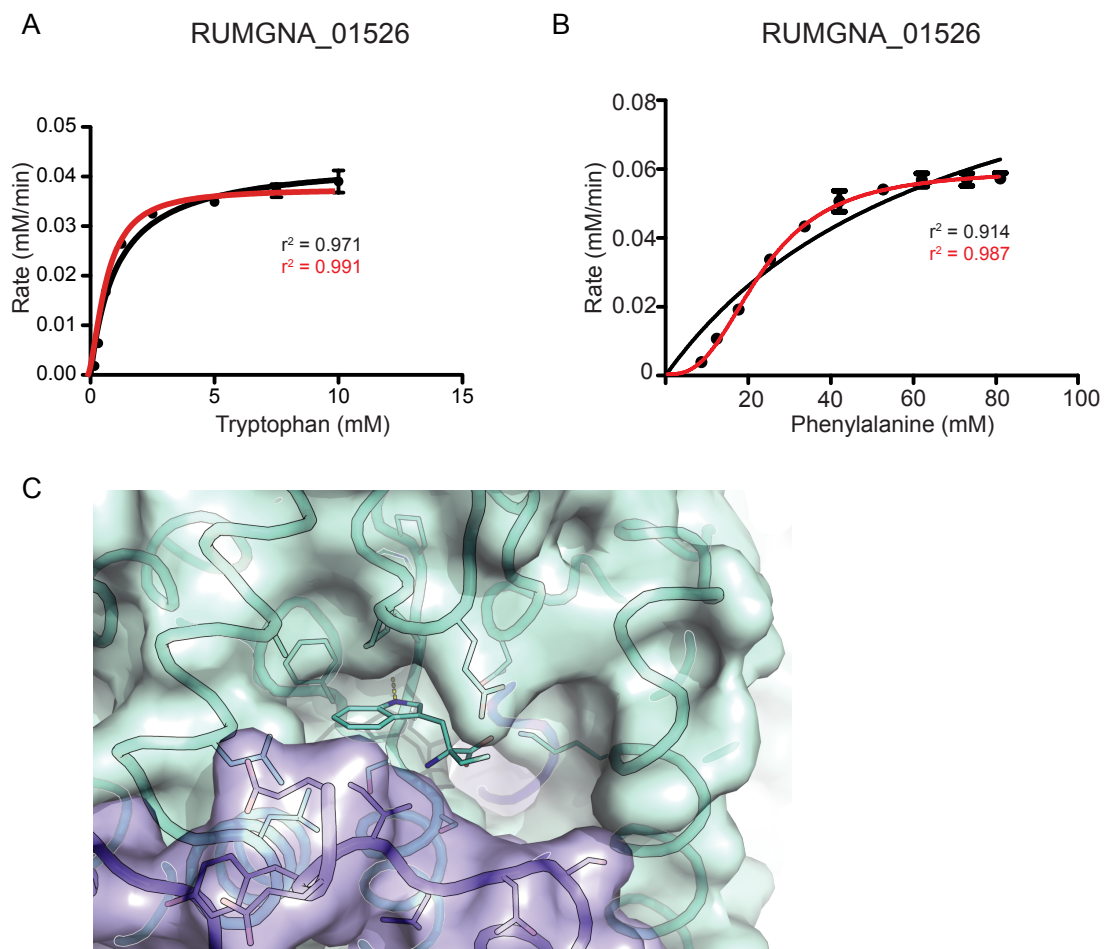 A
RUMGNA_01526
0.05
0.04
0.03
0.02
0.01
0.00
Rate (mM/min)
r² = 0.971
r² = 0.991
0
5
10
15
Tryptophan (mM)
B
RUMGNA_01526
0.08
0.06
0.04
0.02
0
Rate (mM/min)
r² = 0.914
r² = 0.987
20
40
60
80
100
Phenylalanine (mM)
C